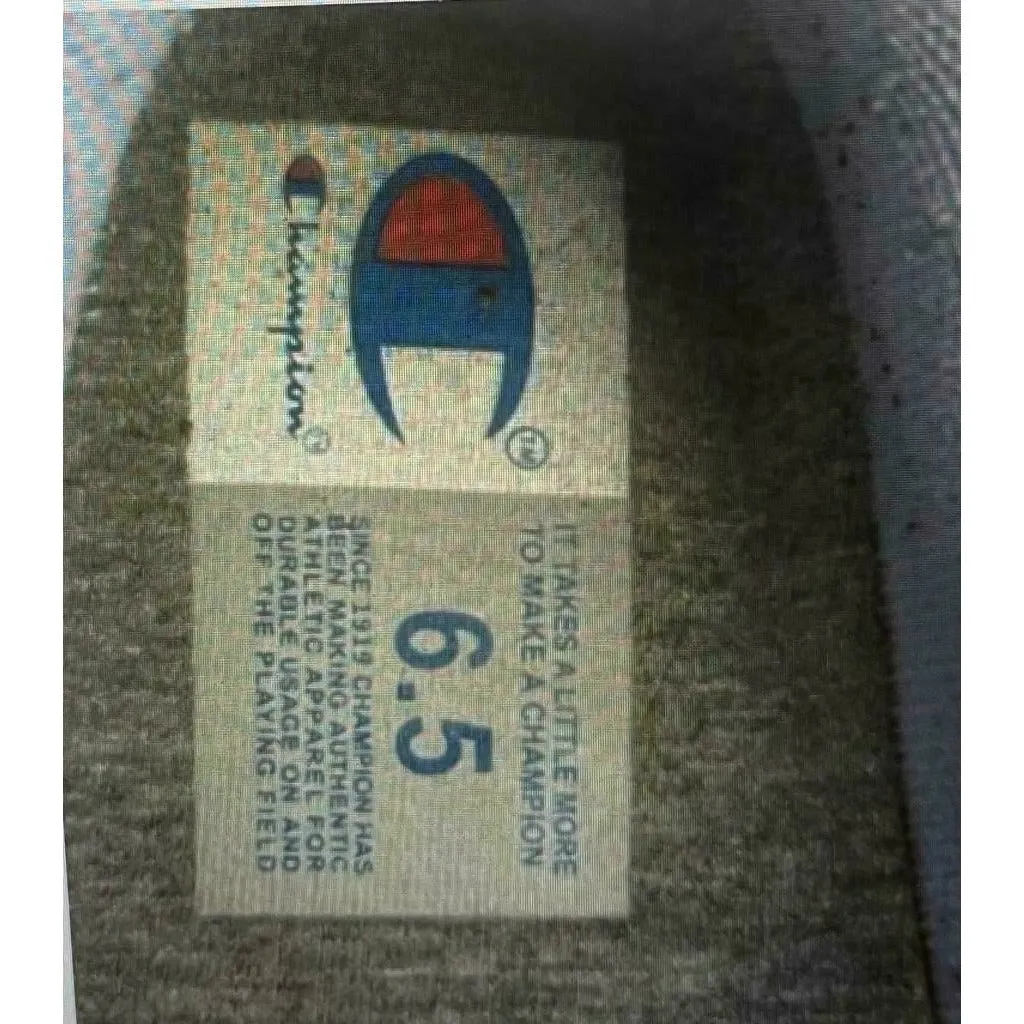 Champion
TM
TM
IT TAKES A LITTLE MORE
TO MAKE A CHAMPION
6.5
SINCE 1919 CHAMPION HAS
BEEN MAKING AUTHENTIC
ATHLETIC APPAREL FOR
DURABLE USAGE ON AND
OFF THE PLAYING FIELD